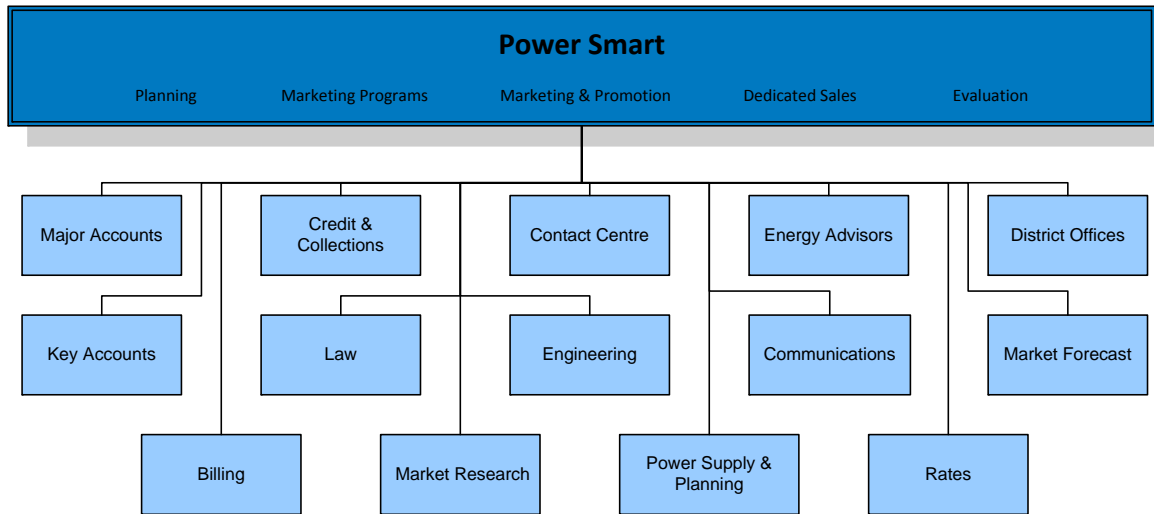 Power Smart
Planning Marketing Programs Marketing & Promotion Dedicated Sales Evaluation
Major Accounts
Credit &
Collections
Contact Centre
Energy Advisors
District Offices
Key Accounts
Law
Engineering
Communications
Market Forecast
Billing
Market Research
Power Supply &
Planning
Rates